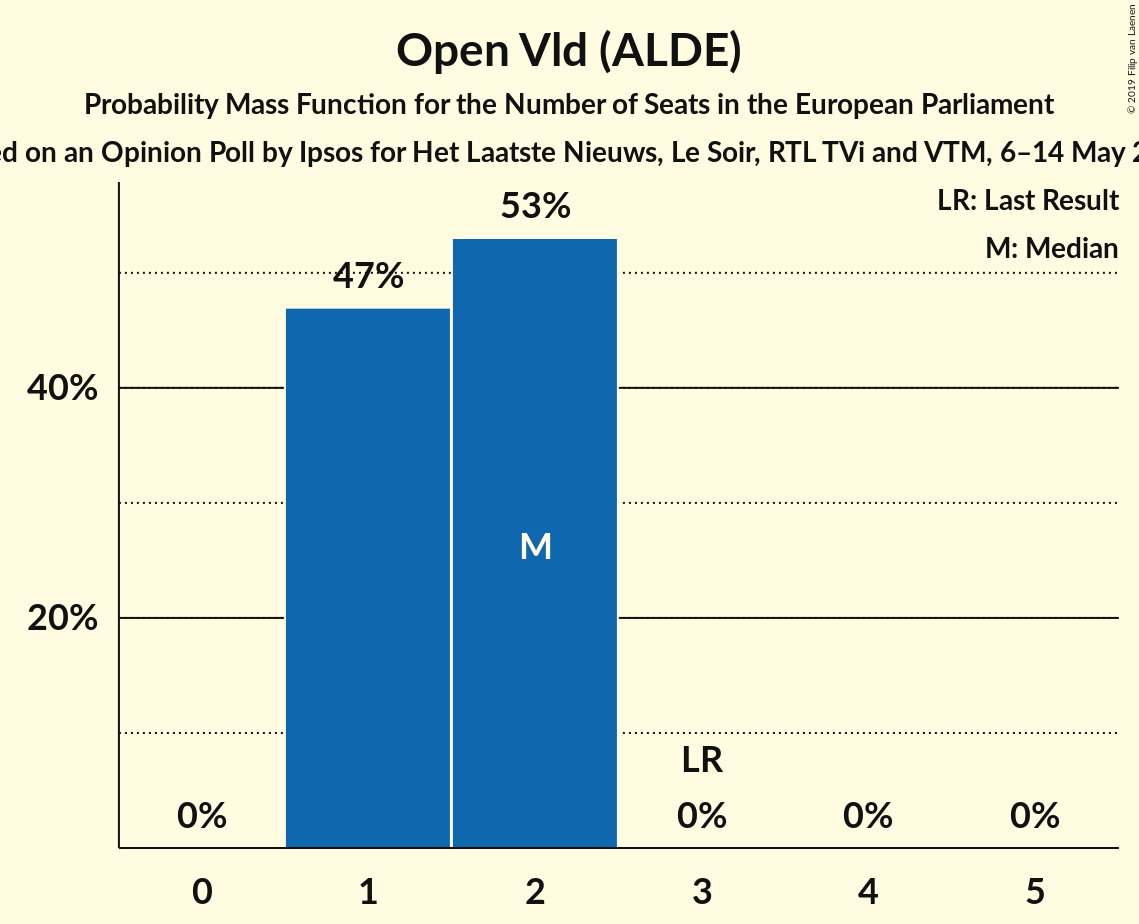 Open Vld (ALDE)
Probability Mass Function for the Number of Seats in the European Parliament
on an Opinion Poll by Ipsos for Het Laatste Nieuws, Le Soir, RTL TVi and VTM, 6–14 May
© 2019 Filip van Laenen
LR: Last Result
M: Median
53%
47%
40%
M
20%
LR
0%
0%
0%
0%
0
1
2
3
4
5